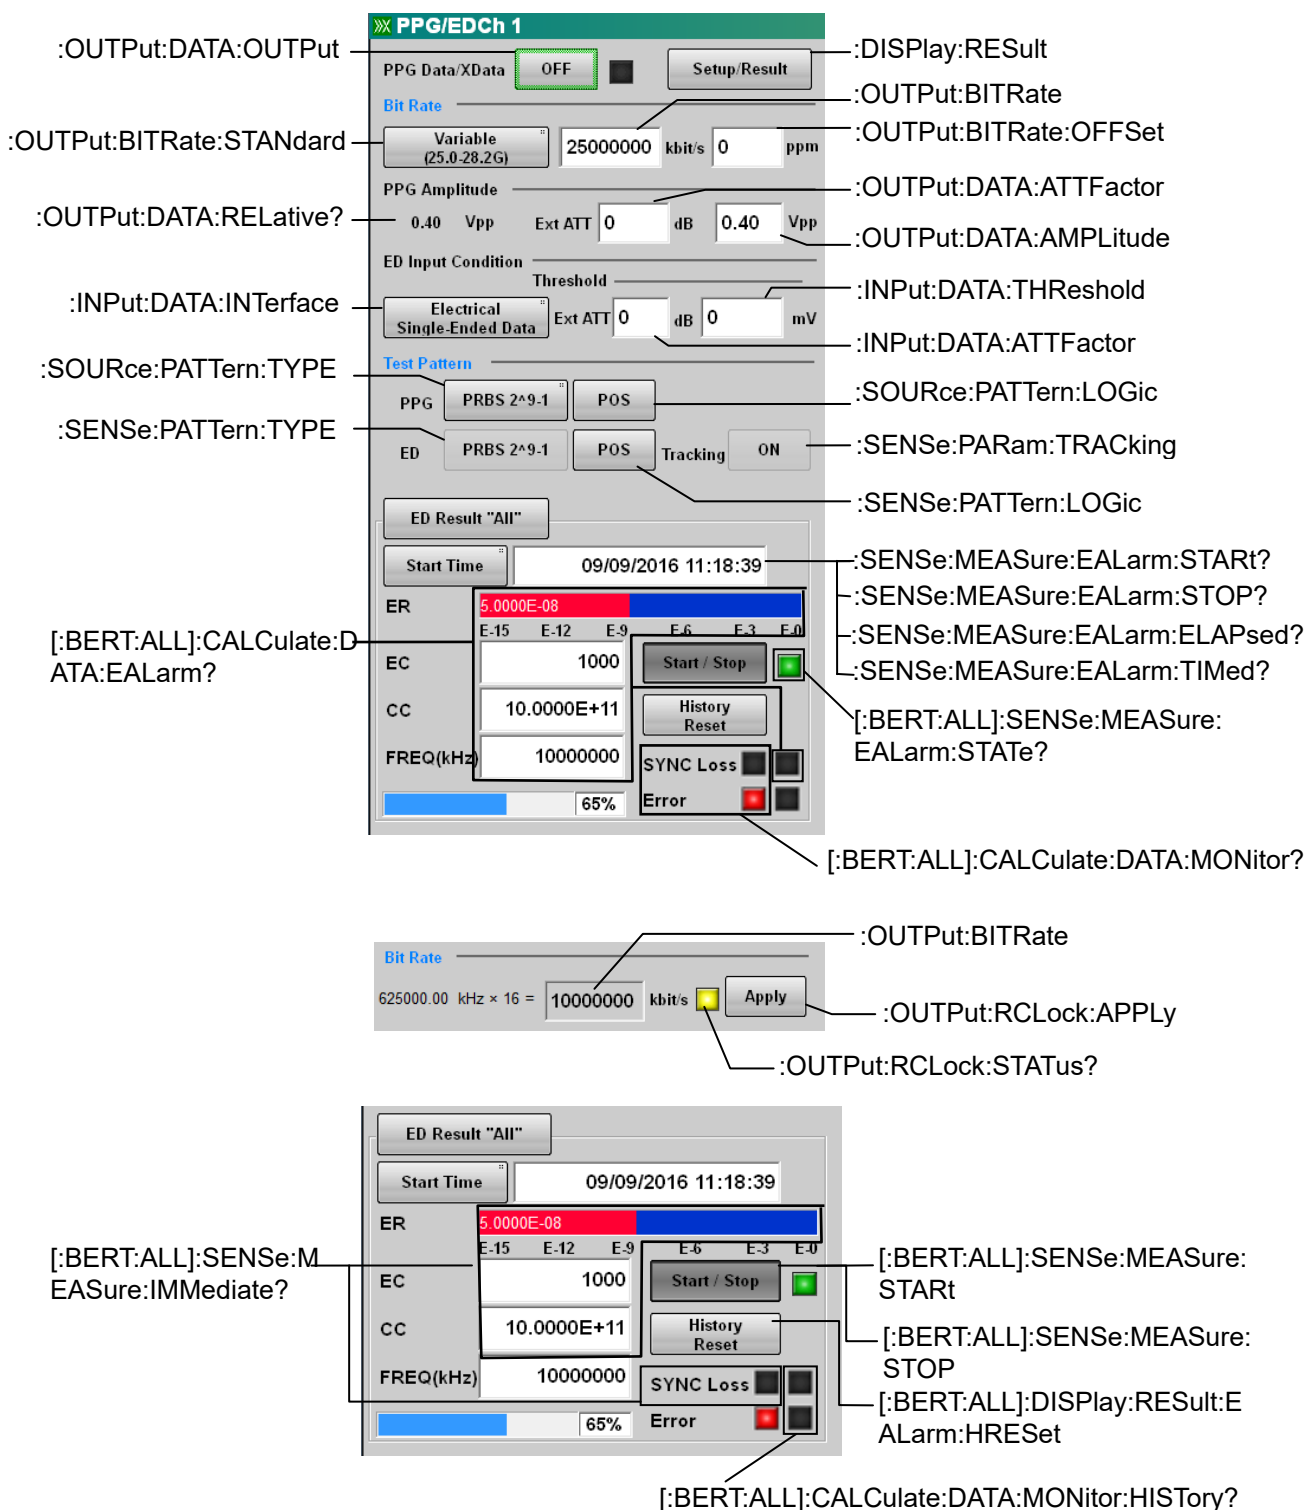 PPG/EDCh 1
:OUTPut:DATA:OUTPut
PPG Data/XData OFF Setup/Result
:DISPlay:RESult
Bit Rate
:OUTPut:BITRate
:OUTPut:BITRate:STANdard
Variable
(25.0-28.2G)
25000000 kbit/s 0 ppm
:OUTPut:BITRate:OFFSet
PPG Amplitude
:OUTPut:DATA:ATTFactor
:OUTPut:DATA:RELative?
0.40 Vpp Ext ATT 0 dB 0.40 Vpp
:OUTPut:DATA:AMPLitude
ED Input Condition
Threshold
:INPut:DATA:THReshold
:INPut:DATA:INTerface
Electrical
Single-Ended Data
Ext ATT 0 dB 0 mV
:INPut:DATA:ATTFactor
Test Pattern
:SOURce:PATTern:TYPE
PPG PRBS 2^9-1 POS
:SOURce:PATTern:LOGic
:SENSe:PATTern:TYPE
ED PRBS 2^9-1 POS Tracking ON
:SENSe:PARam:TRACking
:SENSe:PATTern:LOGic
ED Result "All"
Start Time 09/09/2016 11:18:39
:SENSe:MEASure:EALarm:STARt?
:SENSe:MEASure:EALarm:STOP?
:SENSe:MEASure:EALarm:ELAPsed?
:SENSe:MEASure:EALarm:TIMed?
ER 5.0000E-08
E-15 E-12 E-9 E-6 E-3 E-0
[:BERT:ALL]:CALCulate:D
ATA:EALarm?
EC 1000 Start / Stop
[:BERT:ALL]:SENSe:MEASure:
EALarm:STATe?
CC 10.0000E+11
History
Reset
FREQ(kHz) 10000000
SYNC Loss
65%
Error
[:BERT:ALL]:CALCulate:DATA:MONitor?
:OUTPut:BITRate
Bit Rate
625000.00 kHz × 16 = 10000000 kbit/s Apply
:OUTPut:RCLock:APPLy
:OUTPut:RCLock:STATus?
ED Result "All"
Start Time 09/09/2016 11:18:39
ER 5.0000E-08
E-15 E-12 E-9 E-6 E-3 E-0
[:BERT:ALL]:SENSe:M
EASure:IMMediate?
EC 1000 Start / Stop
[:BERT:ALL]:SENSe:MEASure:
STARt
CC 10.0000E+11
History
Reset
[:BERT:ALL]:SENSe:MEASure:
STOP
FREQ(kHz) 10000000
SYNC Loss
[:BERT:ALL]:DISPlay:RESult:E
ALarm:HRESet
65%
Error
[:BERT:ALL]:CALCulate:DATA:MONitor:HISTory?